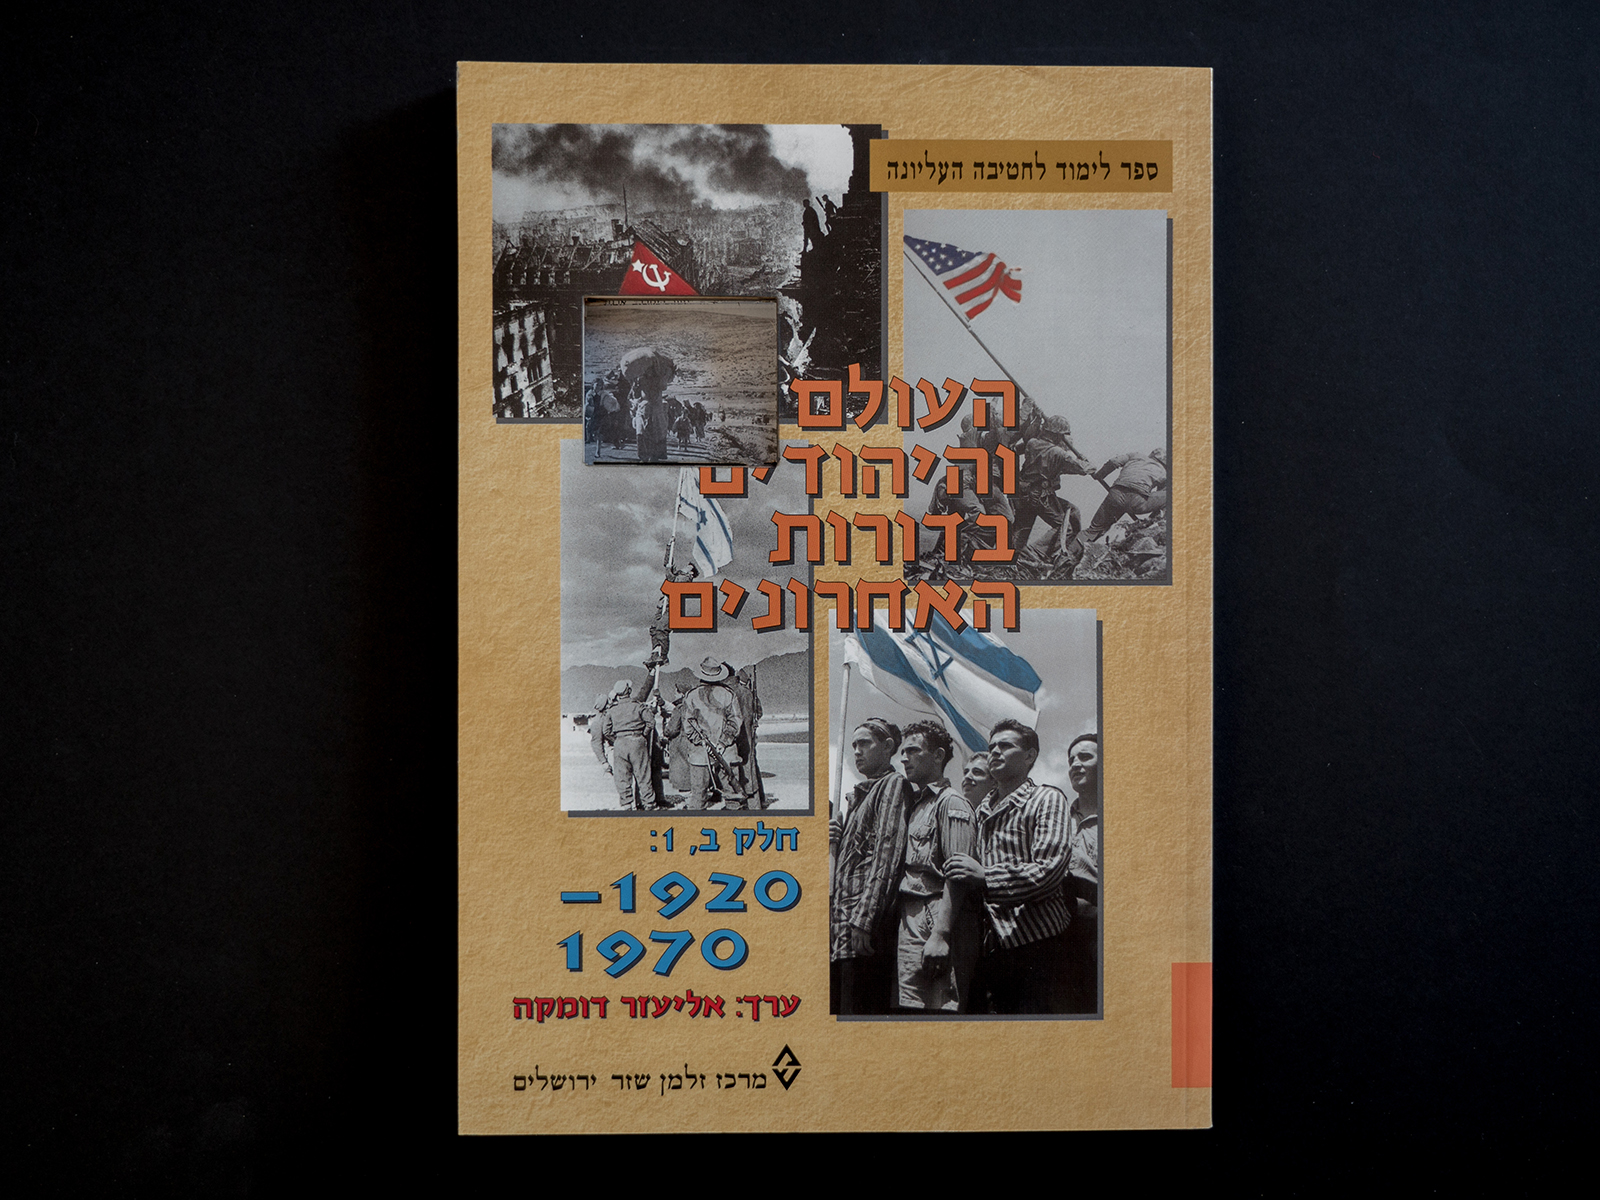 ספר לימוד לחטיבה העליונה
העולם
והיהודים
בדורות
האחרונים
חלק ב, 1:
1920–
1970
ערך: אליעזר דומקה
מרכז זלמן שזר ירושלים